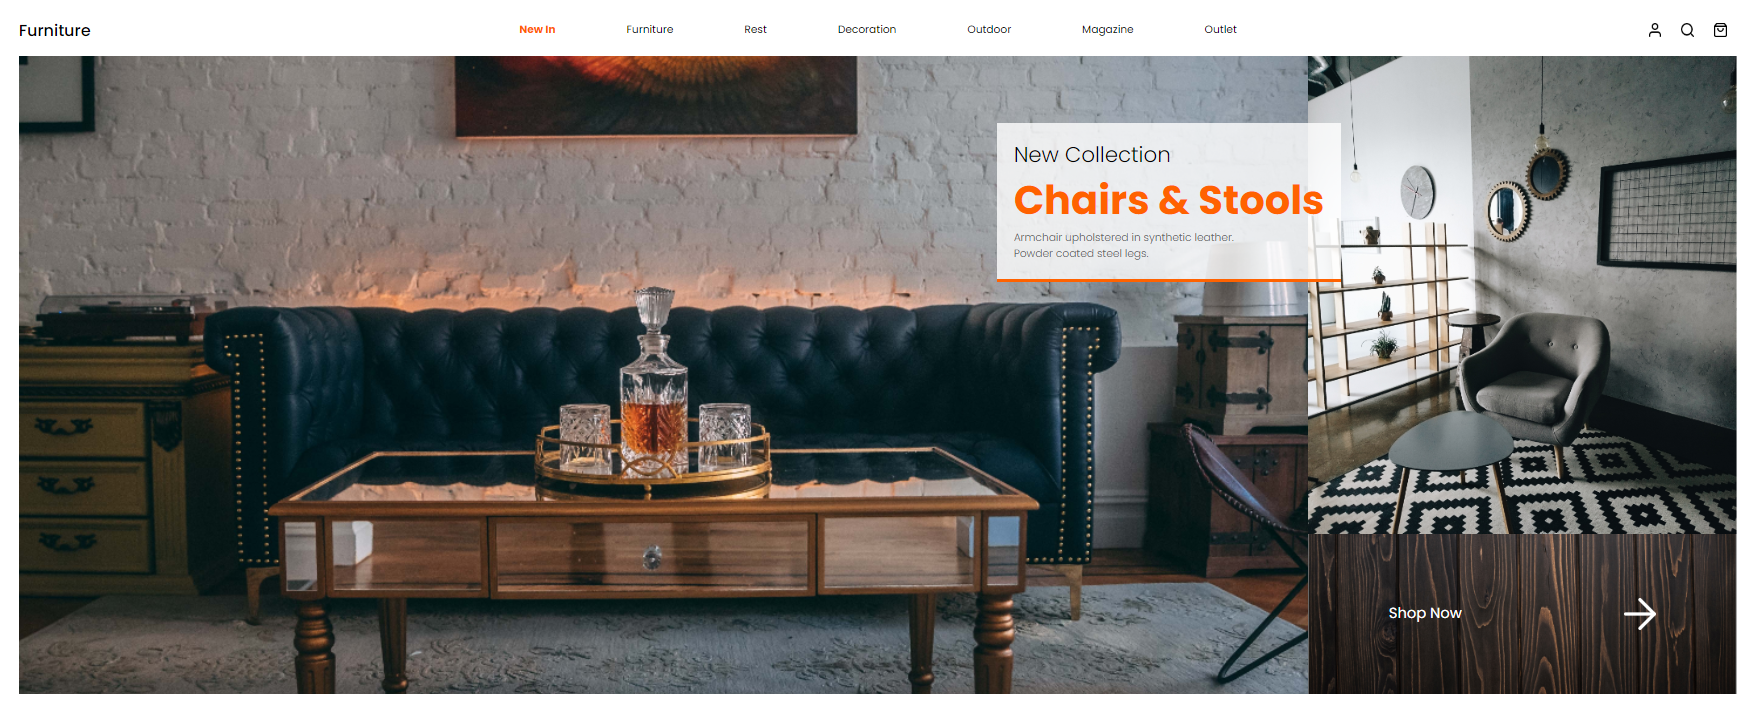 Furniture
New In
Furniture
Rest
Decoration
Outdoor
Magazine
Outlet
New Collection
Chairs & Stools
Armchair upholstered in synthetic leather.
Powder coated steel legs.
Shop Now